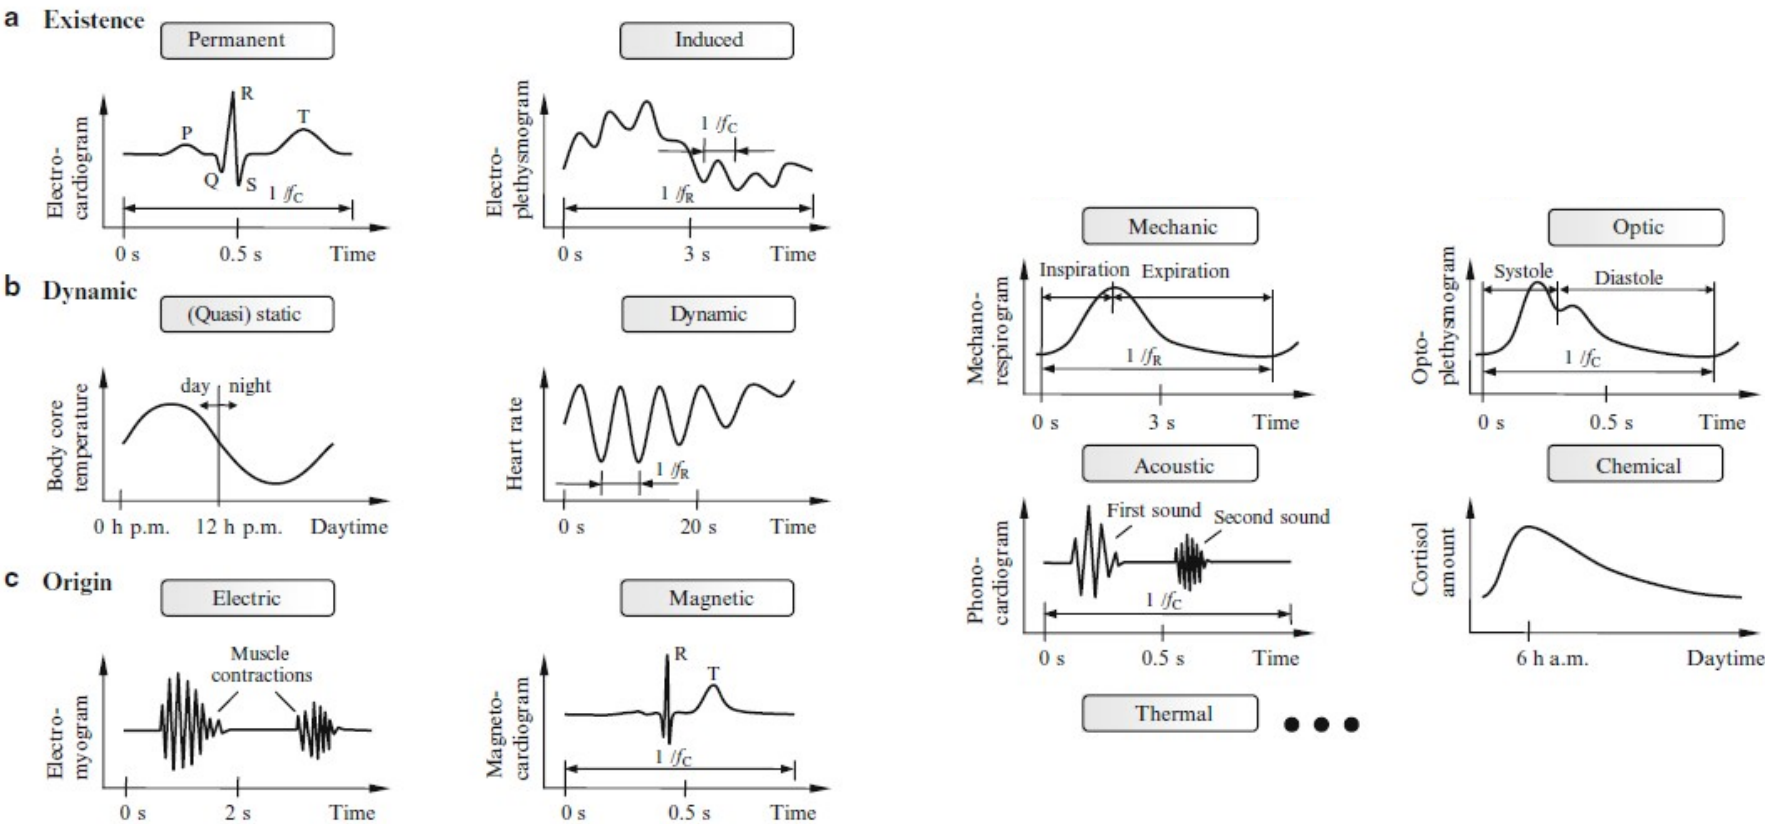 a Existence
Permanent
Electro-
cardiogram
P
Q
R
S
T
1/fC
0 s 0.5 s Time
Induced
Electro-
plethysmogram
1/fC
1/fR
0 s 3 s Time
b Dynamic
(Quasi) static
Body core
temperature
day night
0 h p.m. 12 h p.m. Daytime
Dynamic
Heart rate
1/fR
0 s 20 s Time
c Origin
Electric
Electro-
myogram
Muscle
contractions
0 s 2 s Time
Magnetic
Magneto-
cardiogram
R
T
1/fC
0 s 0.5 s Time
Mechanic
Mechano-
respirogram
Inspiration Expiration
1/fR
0 s 3 s Time
Optic
Opto-
plethysmogram
Systole Diastole
1/fC
0 s 0.5 s Time
Acoustic
Phono-
cardiogram
First sound Second sound
1/fC
0 s 0.5 s Time
Chemical
Cortisol
amount
6 h a.m. Daytime
Thermal